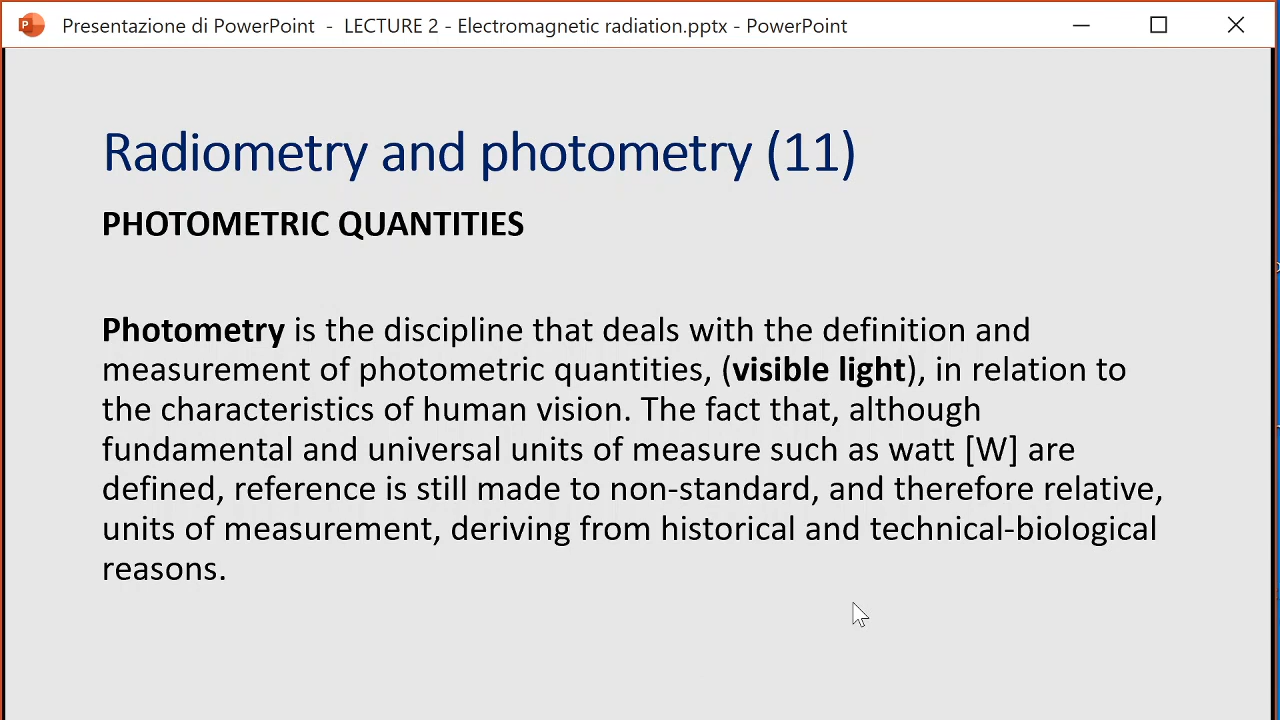 Presentazione di PowerPoint - LECTURE 2 - Electromagnetic radiation.pptx - PowerPoint
Radiometry and photometry (11)
PHOTOMETRIC QUANTITIES
Photometry is the discipline that deals with the definition and
measurement of photometric quantities, (visible light), in relation to
the characteristics of human vision. The fact that, although
fundamental and universal units of measure such as watt [W] are
defined, reference is still made to non-standard, and therefore relative,
units of measurement, deriving from historical and technical-biological
reasons.